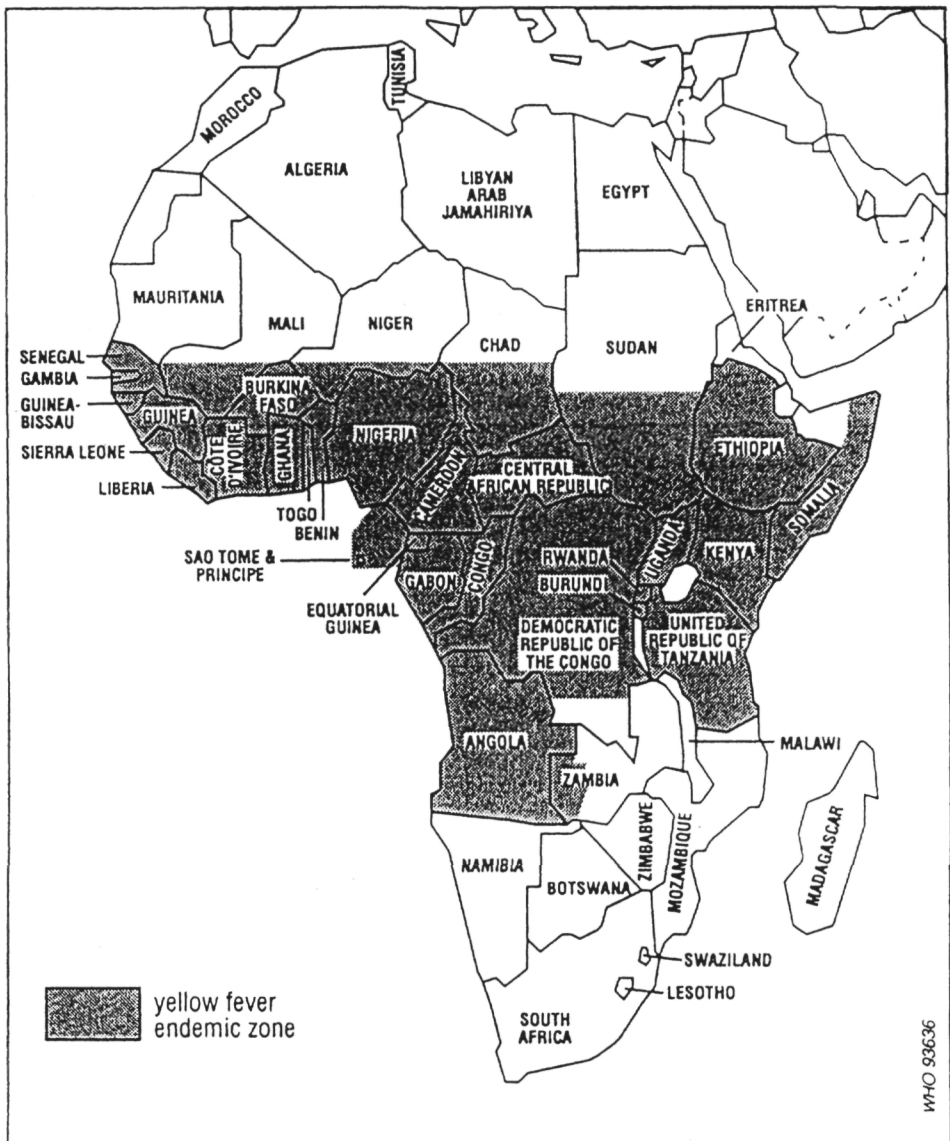 TUNISIA
MOROCCO
ALGERIA
LIBYAN
ARAB
JAMAHIRIYA
EGYPT
MAURITANIA
MALI
NIGER
CHAD
SUDAN
ERITREA
SENEGAL
GAMBIA
GUINEA-
BISSAU
GUINEA
SIERRA LEONE
LIBERIA
COTE
D'IVOIRE
BURKINA
FASO
GHANA
TOGO
BENIN
NIGERIA
CAMEROON
CENTRAL
AFRICAN REPUBLIC
ETHIOPIA
SOMALIA
SAO TOME &
PRINCIPE
EQUATORIAL
GUINEA
GABON
CONGO
RWANDA
BURUNDI
UGANDA
KENYA
DEMOCRATIC
REPUBLIC OF
THE CONGO
UNITED
REPUBLIC OF
TANZANIA
ANGOLA
ZAMBIA
MALAWI
NAMIBIA
BOTSWANA
ZIMBABWE
MOZAMBIQUE
MADAGASCAR
SWAZILAND
LESOTHO
SOUTH
AFRICA
yellow fever
endemic zone
WHO 93636